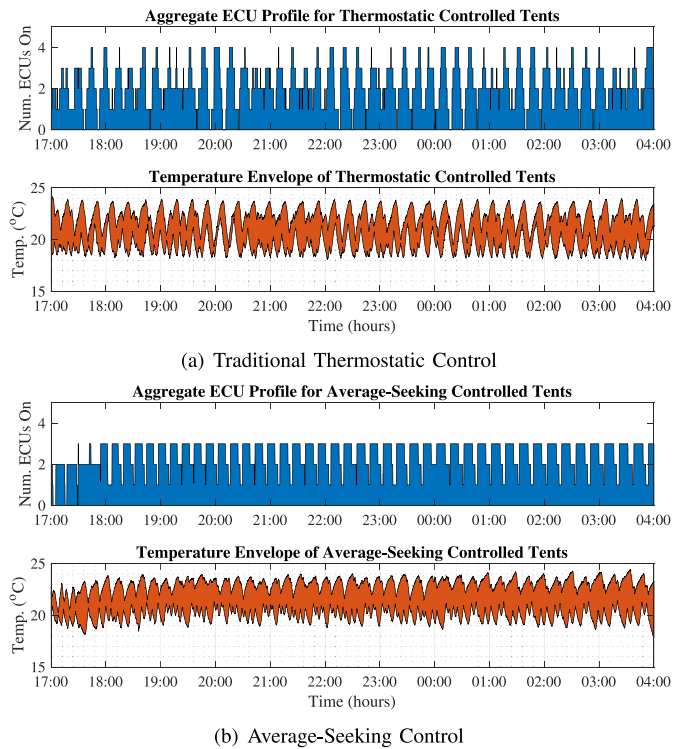 Aggregate ECU Profile for Thermostatic Controlled Tents
Num. ECUs On
4
2
0
17:00 18:00 19:00 20:00 21:00 22:00 23:00 00:00 01:00 02:00 03:00 04:00
Temperature Envelope of Thermostatic Controlled Tents
Temp. (°C)
25
20
15
17:00 18:00 19:00 20:00 21:00 22:00 23:00 00:00 01:00 02:00 03:00 04:00
Time (hours)
(a) Traditional Thermostatic Control
Aggregate ECU Profile for Average-Seeking Controlled Tents
Num. ECUs On
4
2
0
17:00 18:00 19:00 20:00 21:00 22:00 23:00 00:00 01:00 02:00 03:00 04:00
Temperature Envelope of Average-Seeking Controlled Tents
Temp. (°C)
25
20
15
17:00 18:00 19:00 20:00 21:00 22:00 23:00 00:00 01:00 02:00 03:00 04:00
Time (hours)
(b) Average-Seeking Control